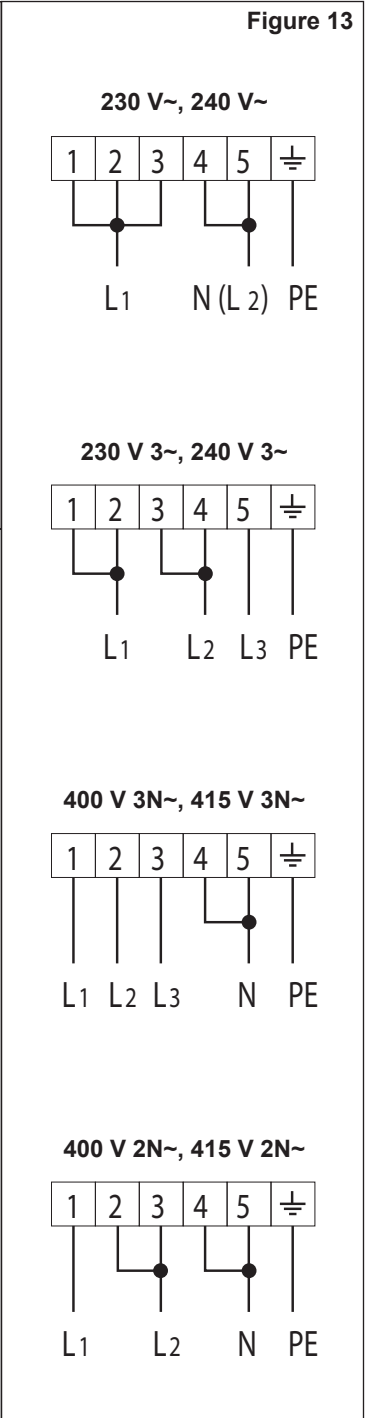 Figure 13
230 V~, 240 V~
1 2 3 4 5
L1 N (L 2) PE
230 V 3~, 240 V 3~
1 2 3 4 5
L1 L2 L3 PE
400 V 3N~, 415 V 3N~
1 2 3 4 5
L1 L2 L3 N PE
400 V 2N~, 415 V 2N~
1 2 3 4 5
L1 L2 N PE